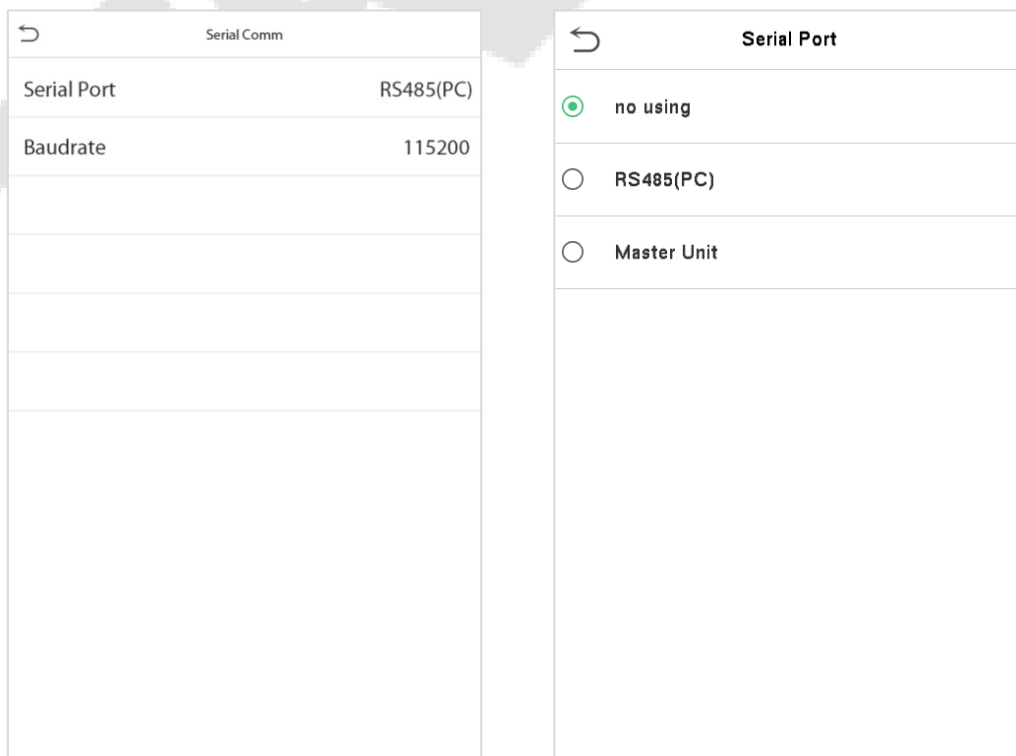 Serial Comm
Serial Port RS485(PC)
Baudrate 115200
Serial Port
no using
RS485(PC)
Master Unit